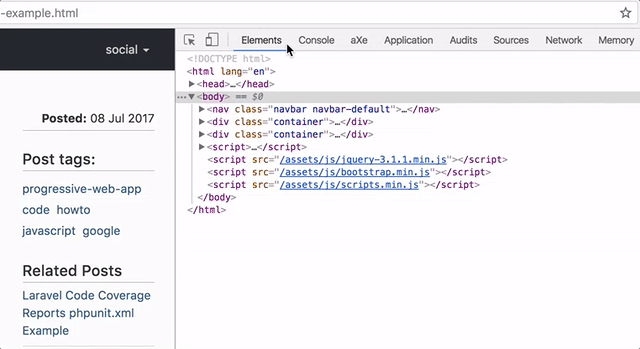 -example.html
social
Posted: 08 Jul 2017
Post tags:
progressive-web-app
code howto
javascript google
Related Posts
Laravel Code Coverage
Reports phpunit.xml
Example
Elements Console aXe Application Audits Sources Network Memory
<!DOCTYPE html>
<html lang="en">
<head>…</head>
<body> == $0
<nav class="navbar navbar-default">…</nav>
<div class="container">…</div>
<div class="container">…</div>
<script>…</script>
<script src="/assets/js/jquery-3.1.1.min.js"></script>
<script src="/assets/js/bootstrap.min.js"></script>
<script src="/assets/js/scripts.min.js"></script>
</body>
</html>